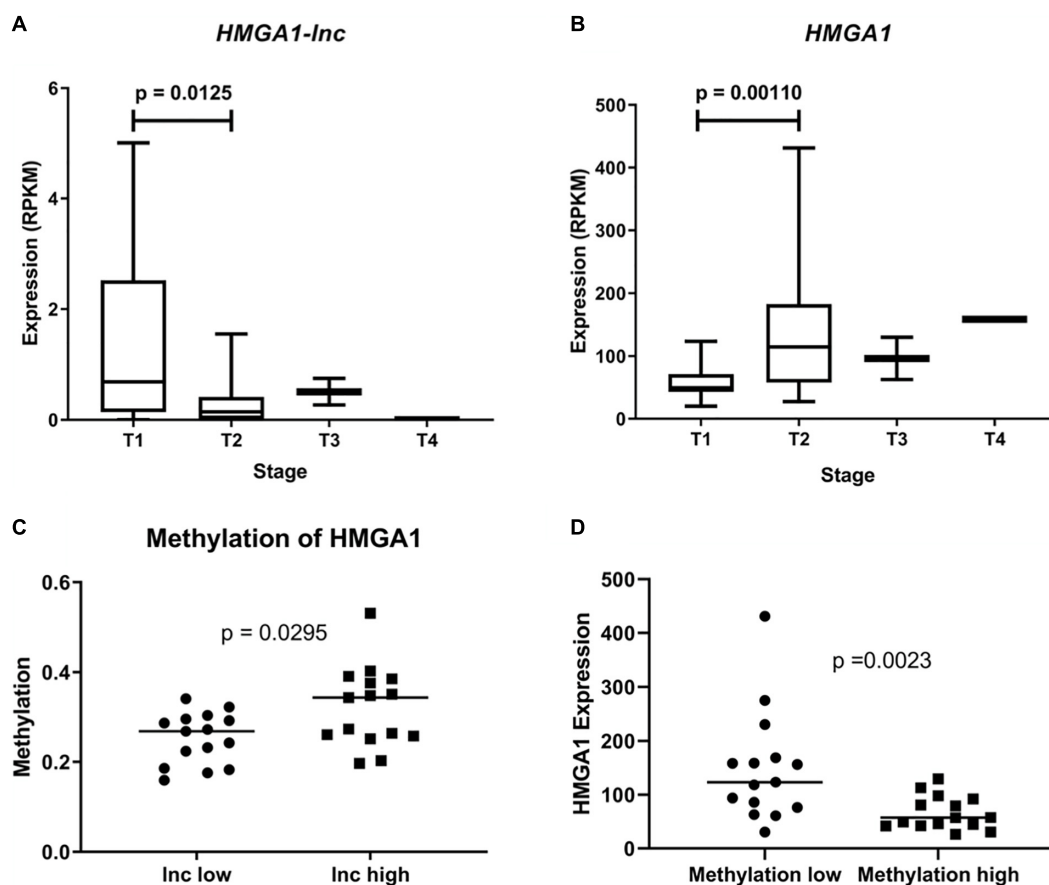 A
HMGA1-lnc
p = 0.0125
Expression (RPKM)
6
4
2
0
T1 T2 T3 T4
Stage
B
HMGA1
p = 0.00110
Expression (RPKM)
500
400
300
200
100
0
T1 T2 T3 T4
Stage
C
Methylation of HMGA1
p = 0.0295
Methylation
0.6
0.4
0.2
0.0
lnc low lnc high
D
p =0.0023
HMGA1 Expression
500
400
300
200
100
0
Methylation low Methylation high